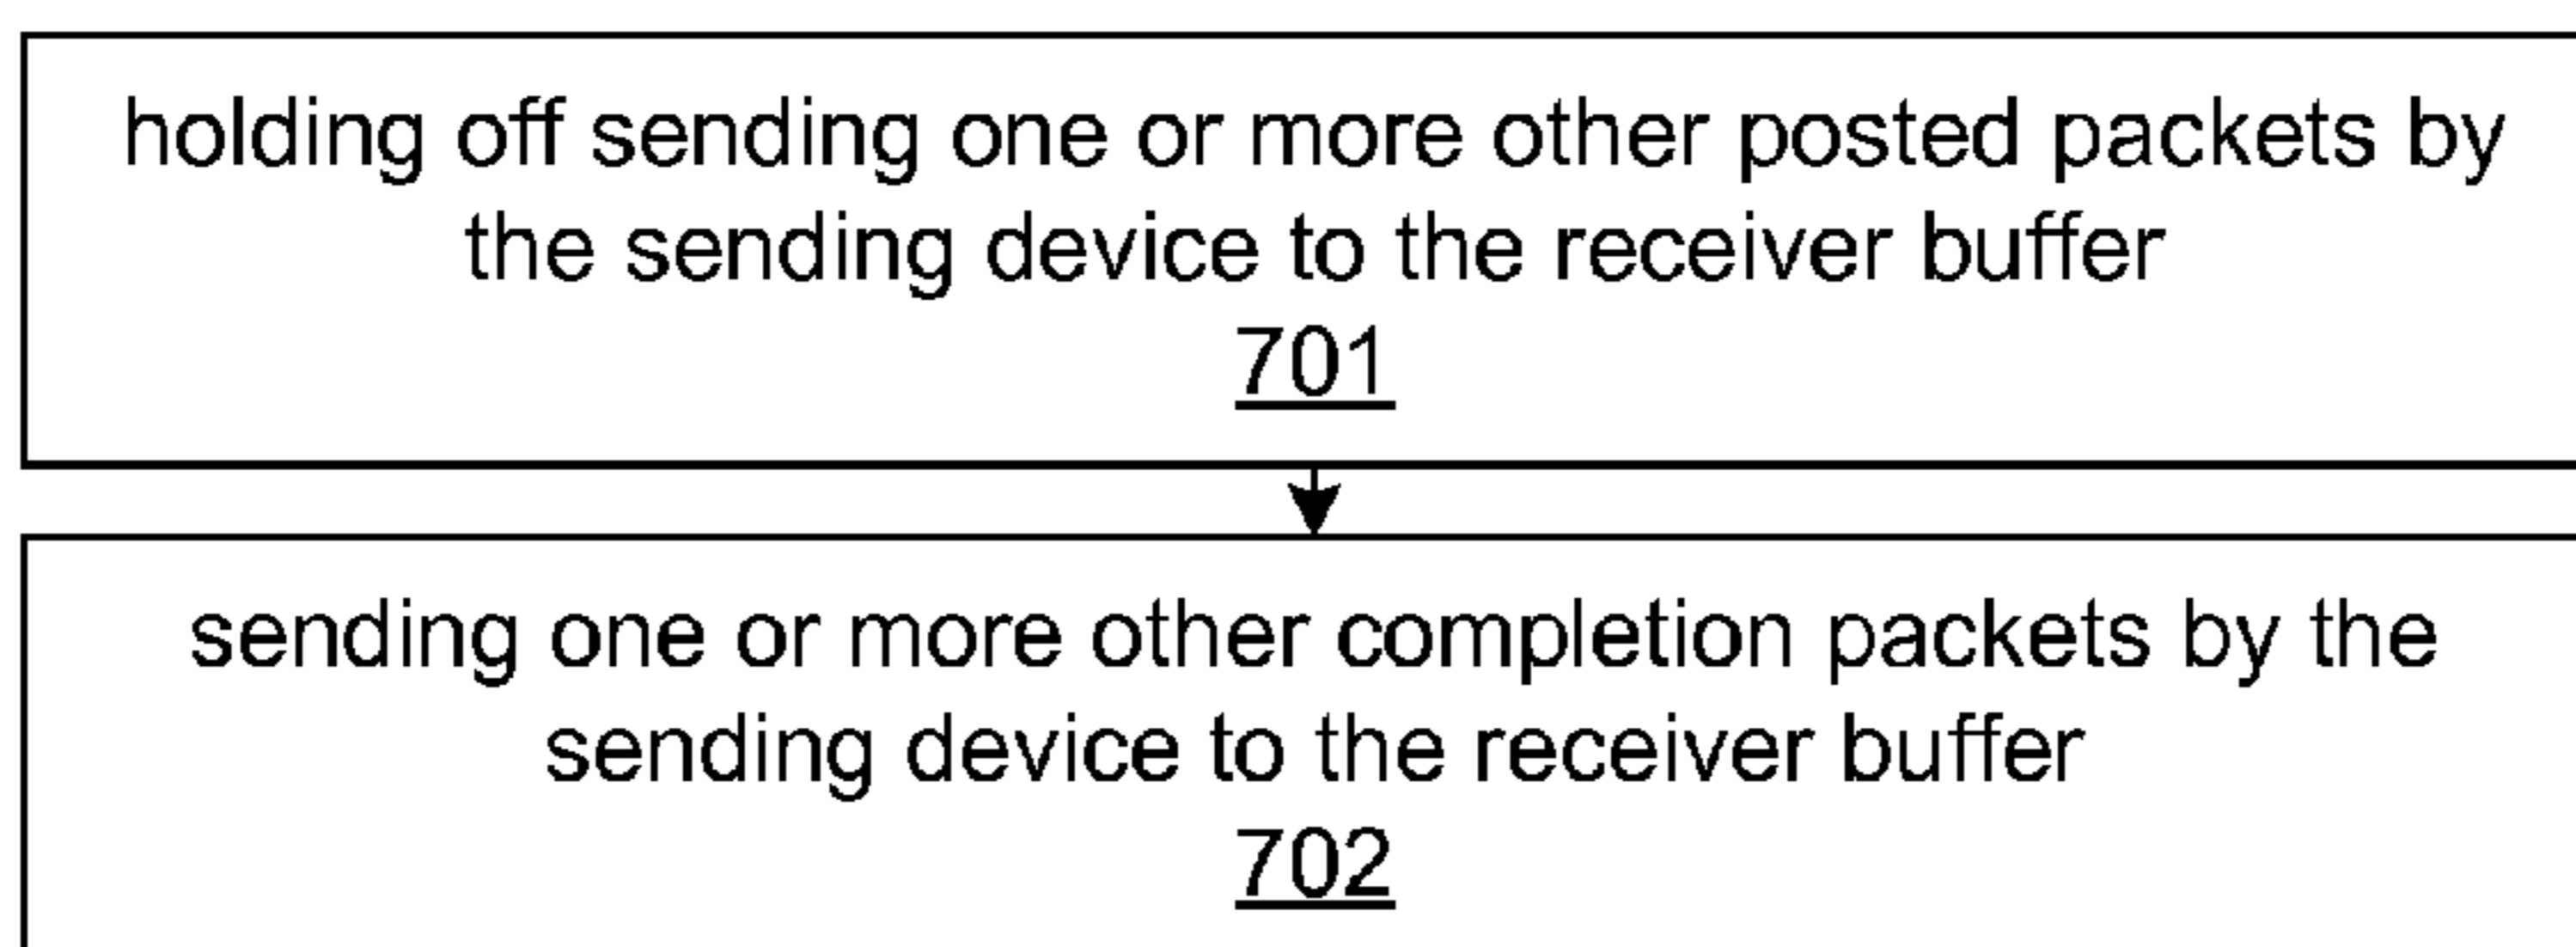 holding off sending one or more other posted packets by
the sending device to the receiver buffer
701
sending one or more other completion packets by the
sending device to the receiver buffer
702